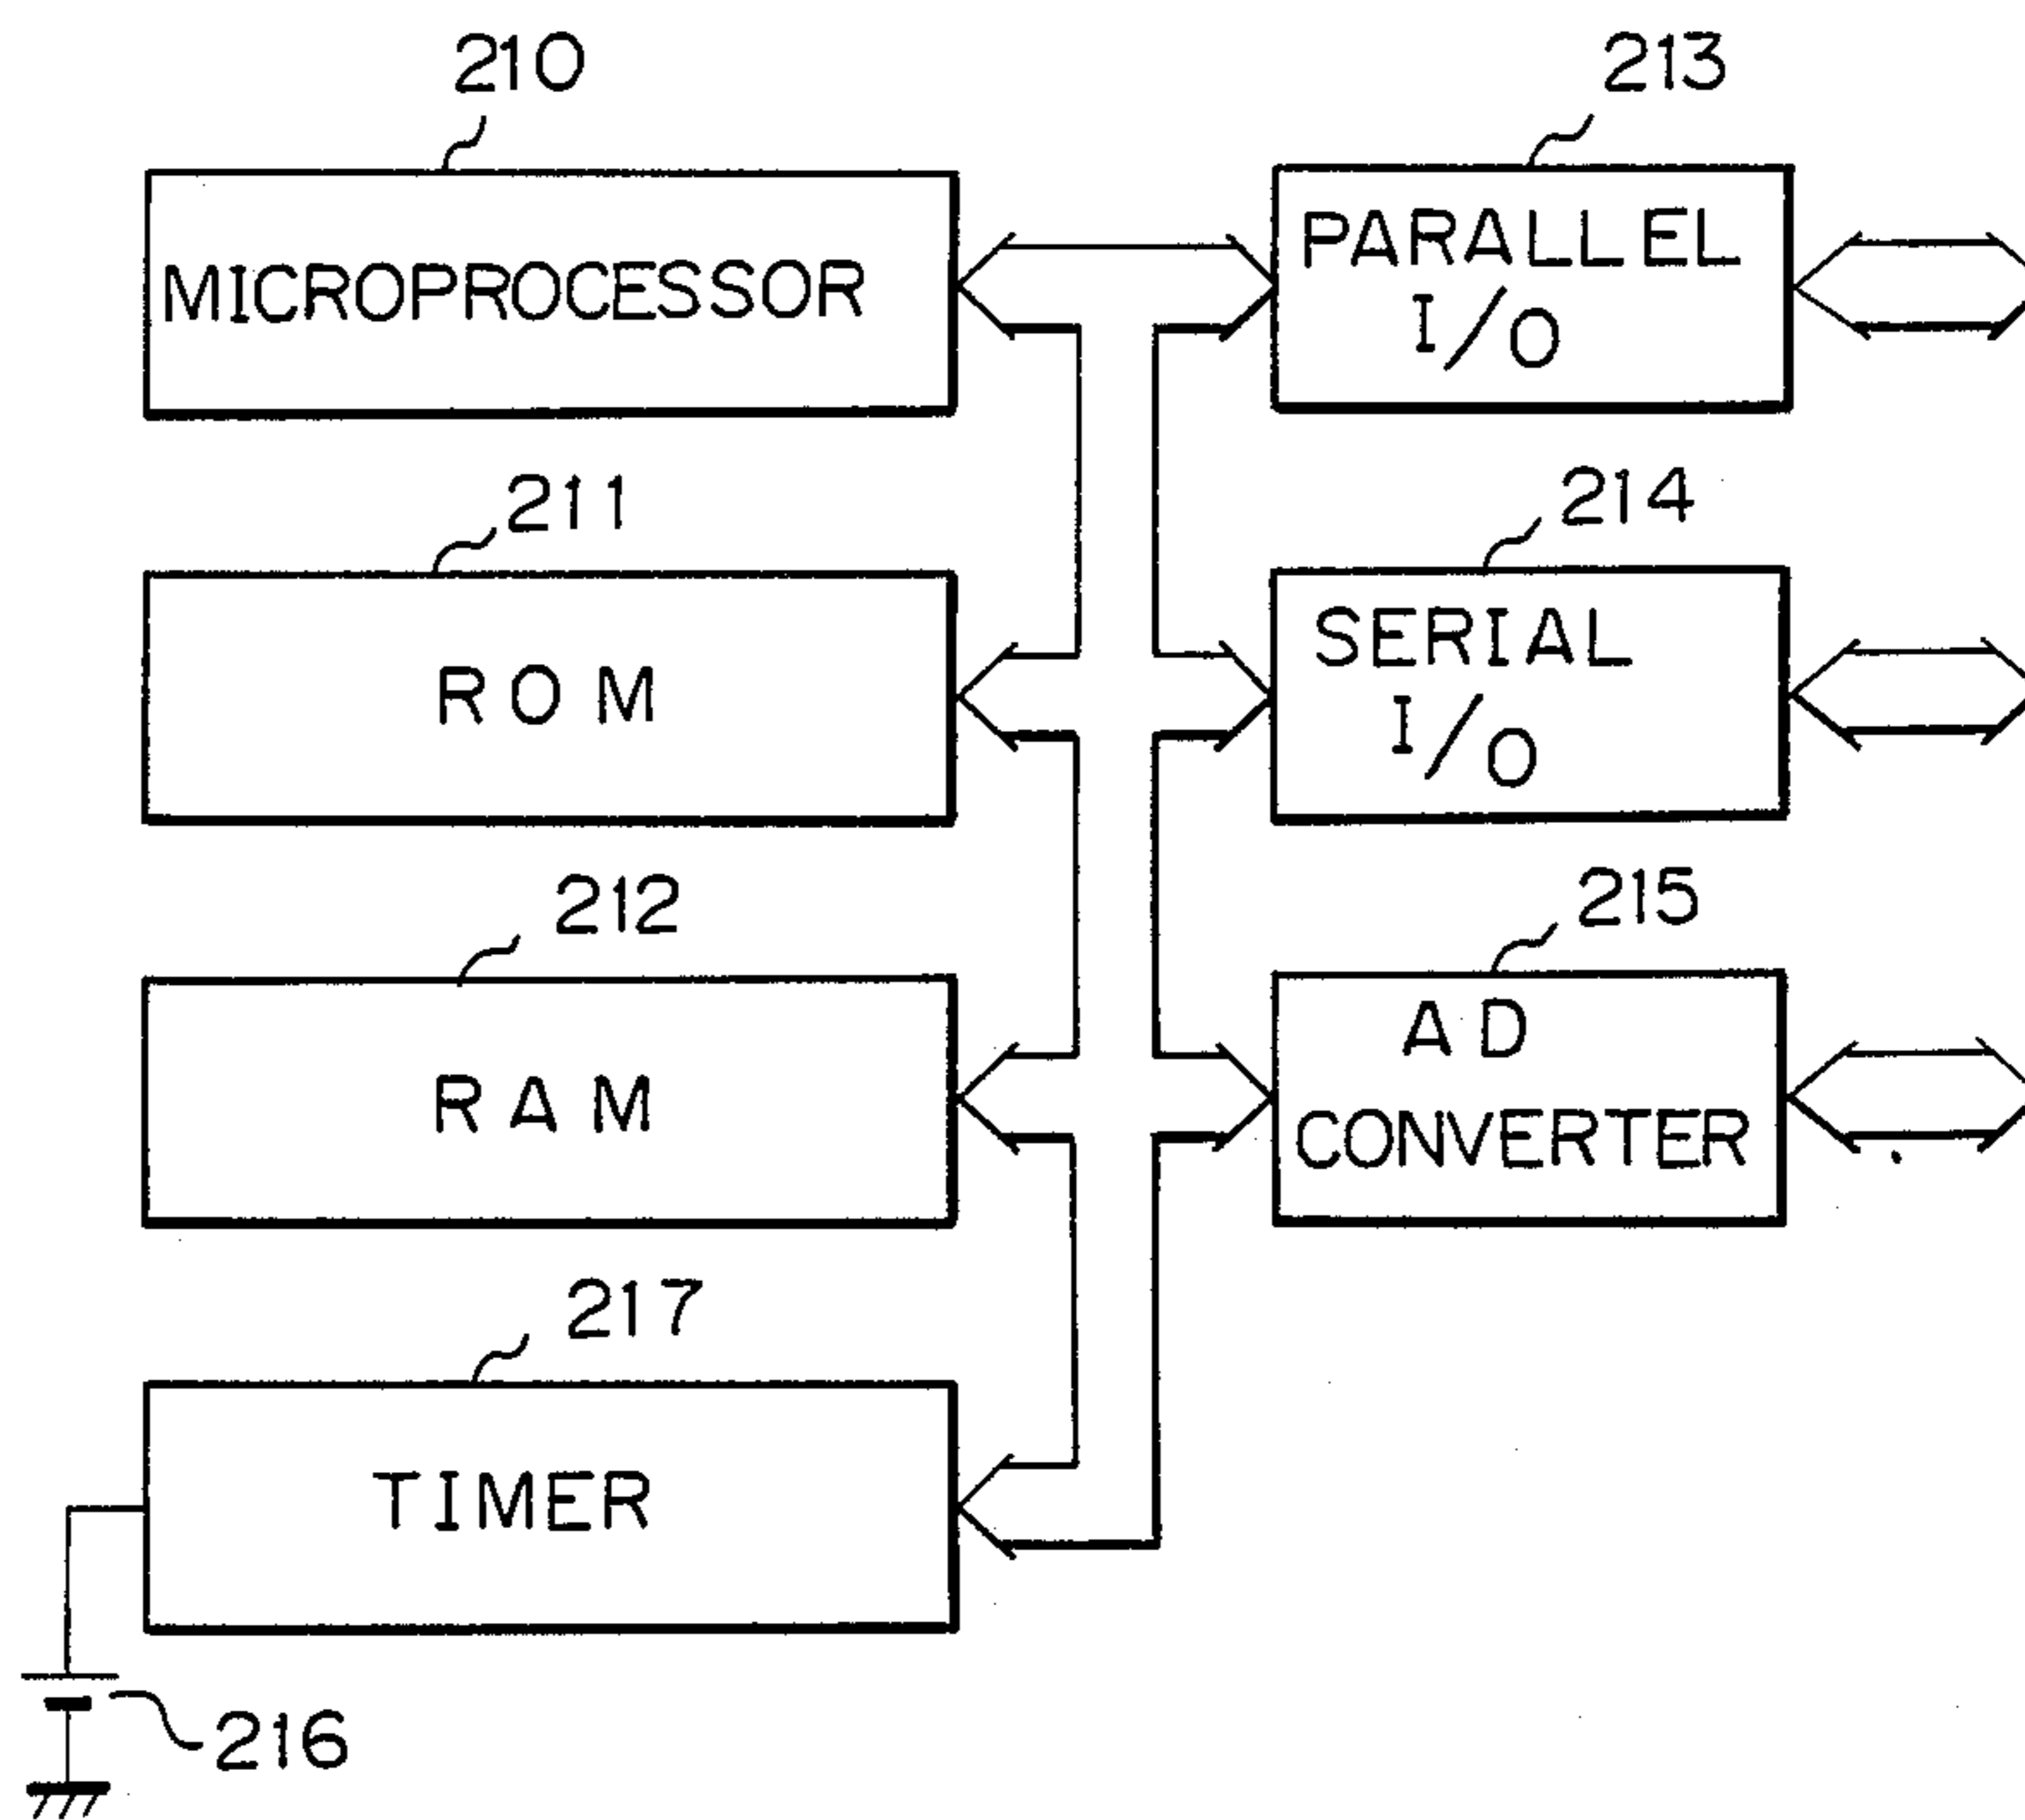 210
MICROPROCESSOR
213
PARALLEL
I/O
211
ROM
214
SERIAL
I/O
212
RAM
215
AD
CONVERTER
217
TIMER
216